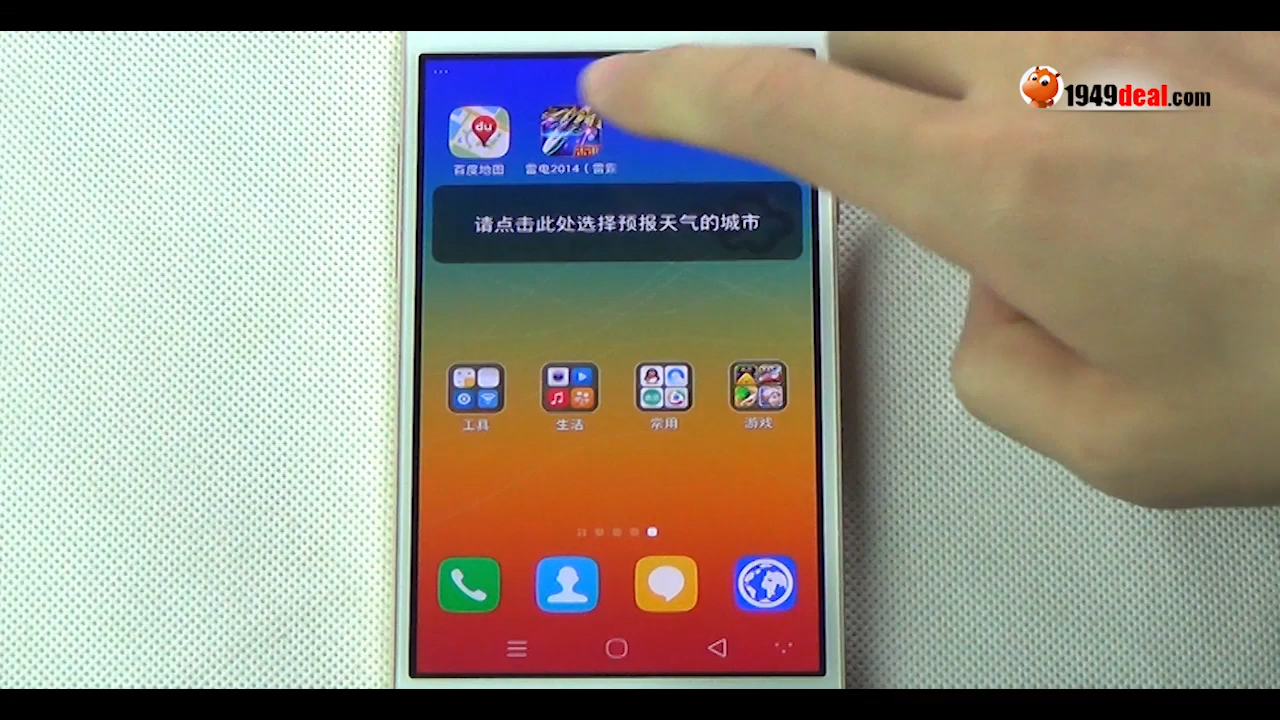 1949deal.com
du
百度地图
雷电2014（雷霆
请点击此处选择预报天气的城市
工具
生活
常用
游戏